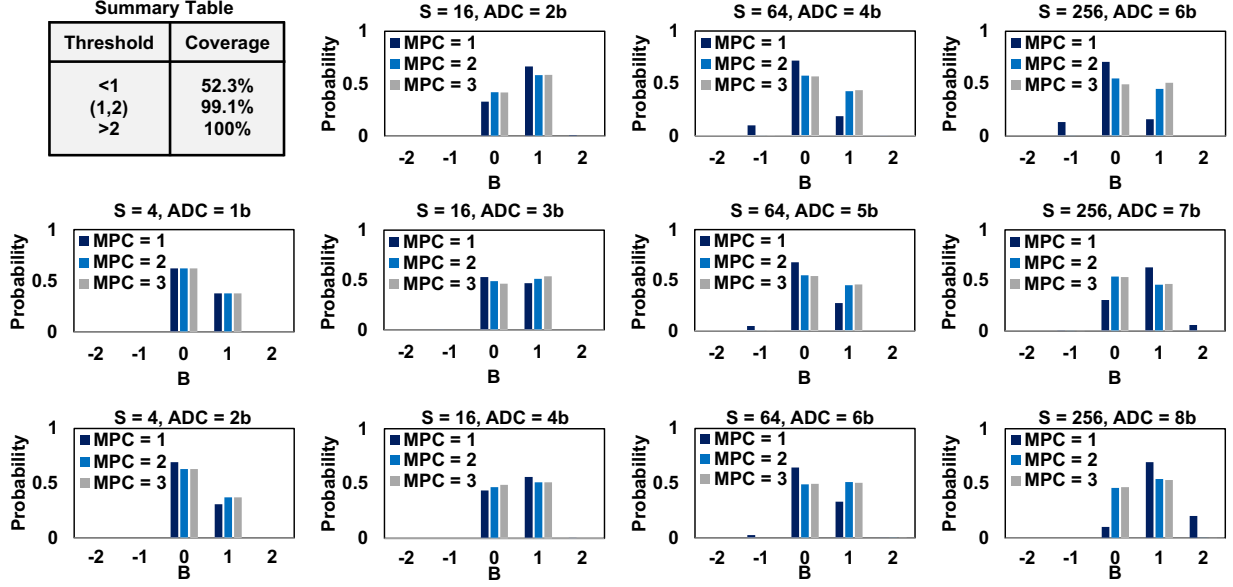 Summary Table
Threshold Coverage
<1 52.3%
(1,2) 99.1%
>2 100%
S = 16, ADC = 2b
Probability
1
0.5
0
MPC = 1
MPC = 2
MPC = 3
-2 -1 0 1 2
B
S = 64, ADC = 4b
Probability
1
0.5
0
MPC = 1
MPC = 2
MPC = 3
-2 -1 0 1 2
B
S = 256, ADC = 6b
Probability
1
0.5
0
MPC = 1
MPC = 2
MPC = 3
-2 -1 0 1 2
B
S = 4, ADC = 1b
Probability
1
0.5
0
MPC = 1
MPC = 2
MPC = 3
-2 -1 0 1 2
B
S = 16, ADC = 3b
Probability
1
0.5
0
MPC = 1
MPC = 2
MPC = 3
-2 -1 0 1 2
B
S = 64, ADC = 5b
Probability
1
0.5
0
MPC = 1
MPC = 2
MPC = 3
-2 -1 0 1 2
B
S = 256, ADC = 7b
Probability
1
0.5
0
MPC = 1
MPC = 2
MPC = 3
-2 -1 0 1 2
B
S = 4, ADC = 2b
Probability
1
0.5
0
MPC = 1
MPC = 2
MPC = 3
-2 -1 0 1 2
B
S = 16, ADC = 4b
Probability
1
0.5
0
MPC = 1
MPC = 2
MPC = 3
-2 -1 0 1 2
B
S = 64, ADC = 6b
Probability
1
0.5
0
MPC = 1
MPC = 2
MPC = 3
-2 -1 0 1 2
B
S = 256, ADC = 8b
Probability
1
0.5
0
MPC = 1
MPC = 2
MPC = 3
-2 -1 0 1 2
B